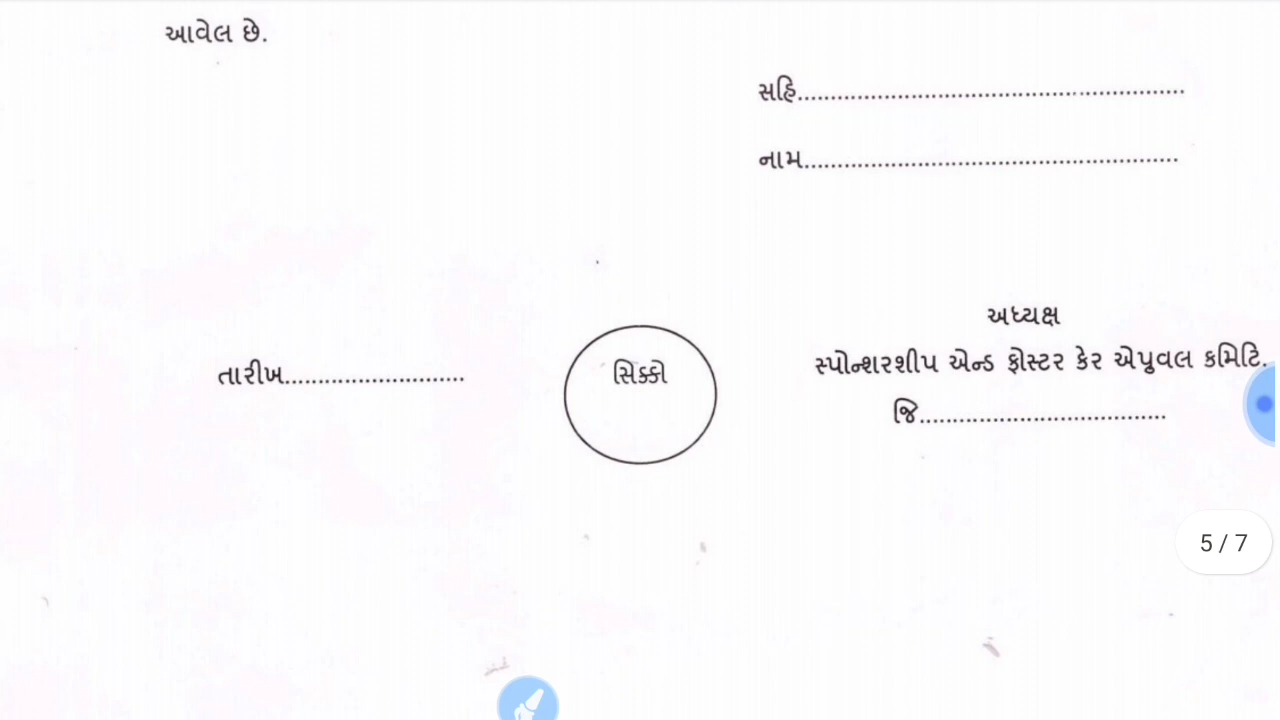 આવેલ છે.
સહિ..........................................................
નામ.........................................................
અધ્યક્ષ
સ્પોન્શરશીપ એન્ડ ફોસ્ટર કેર એપ્રુવલ કમિટિ.
તારીખ...........................
સિક્કો
જિ.....................................
5 / 7